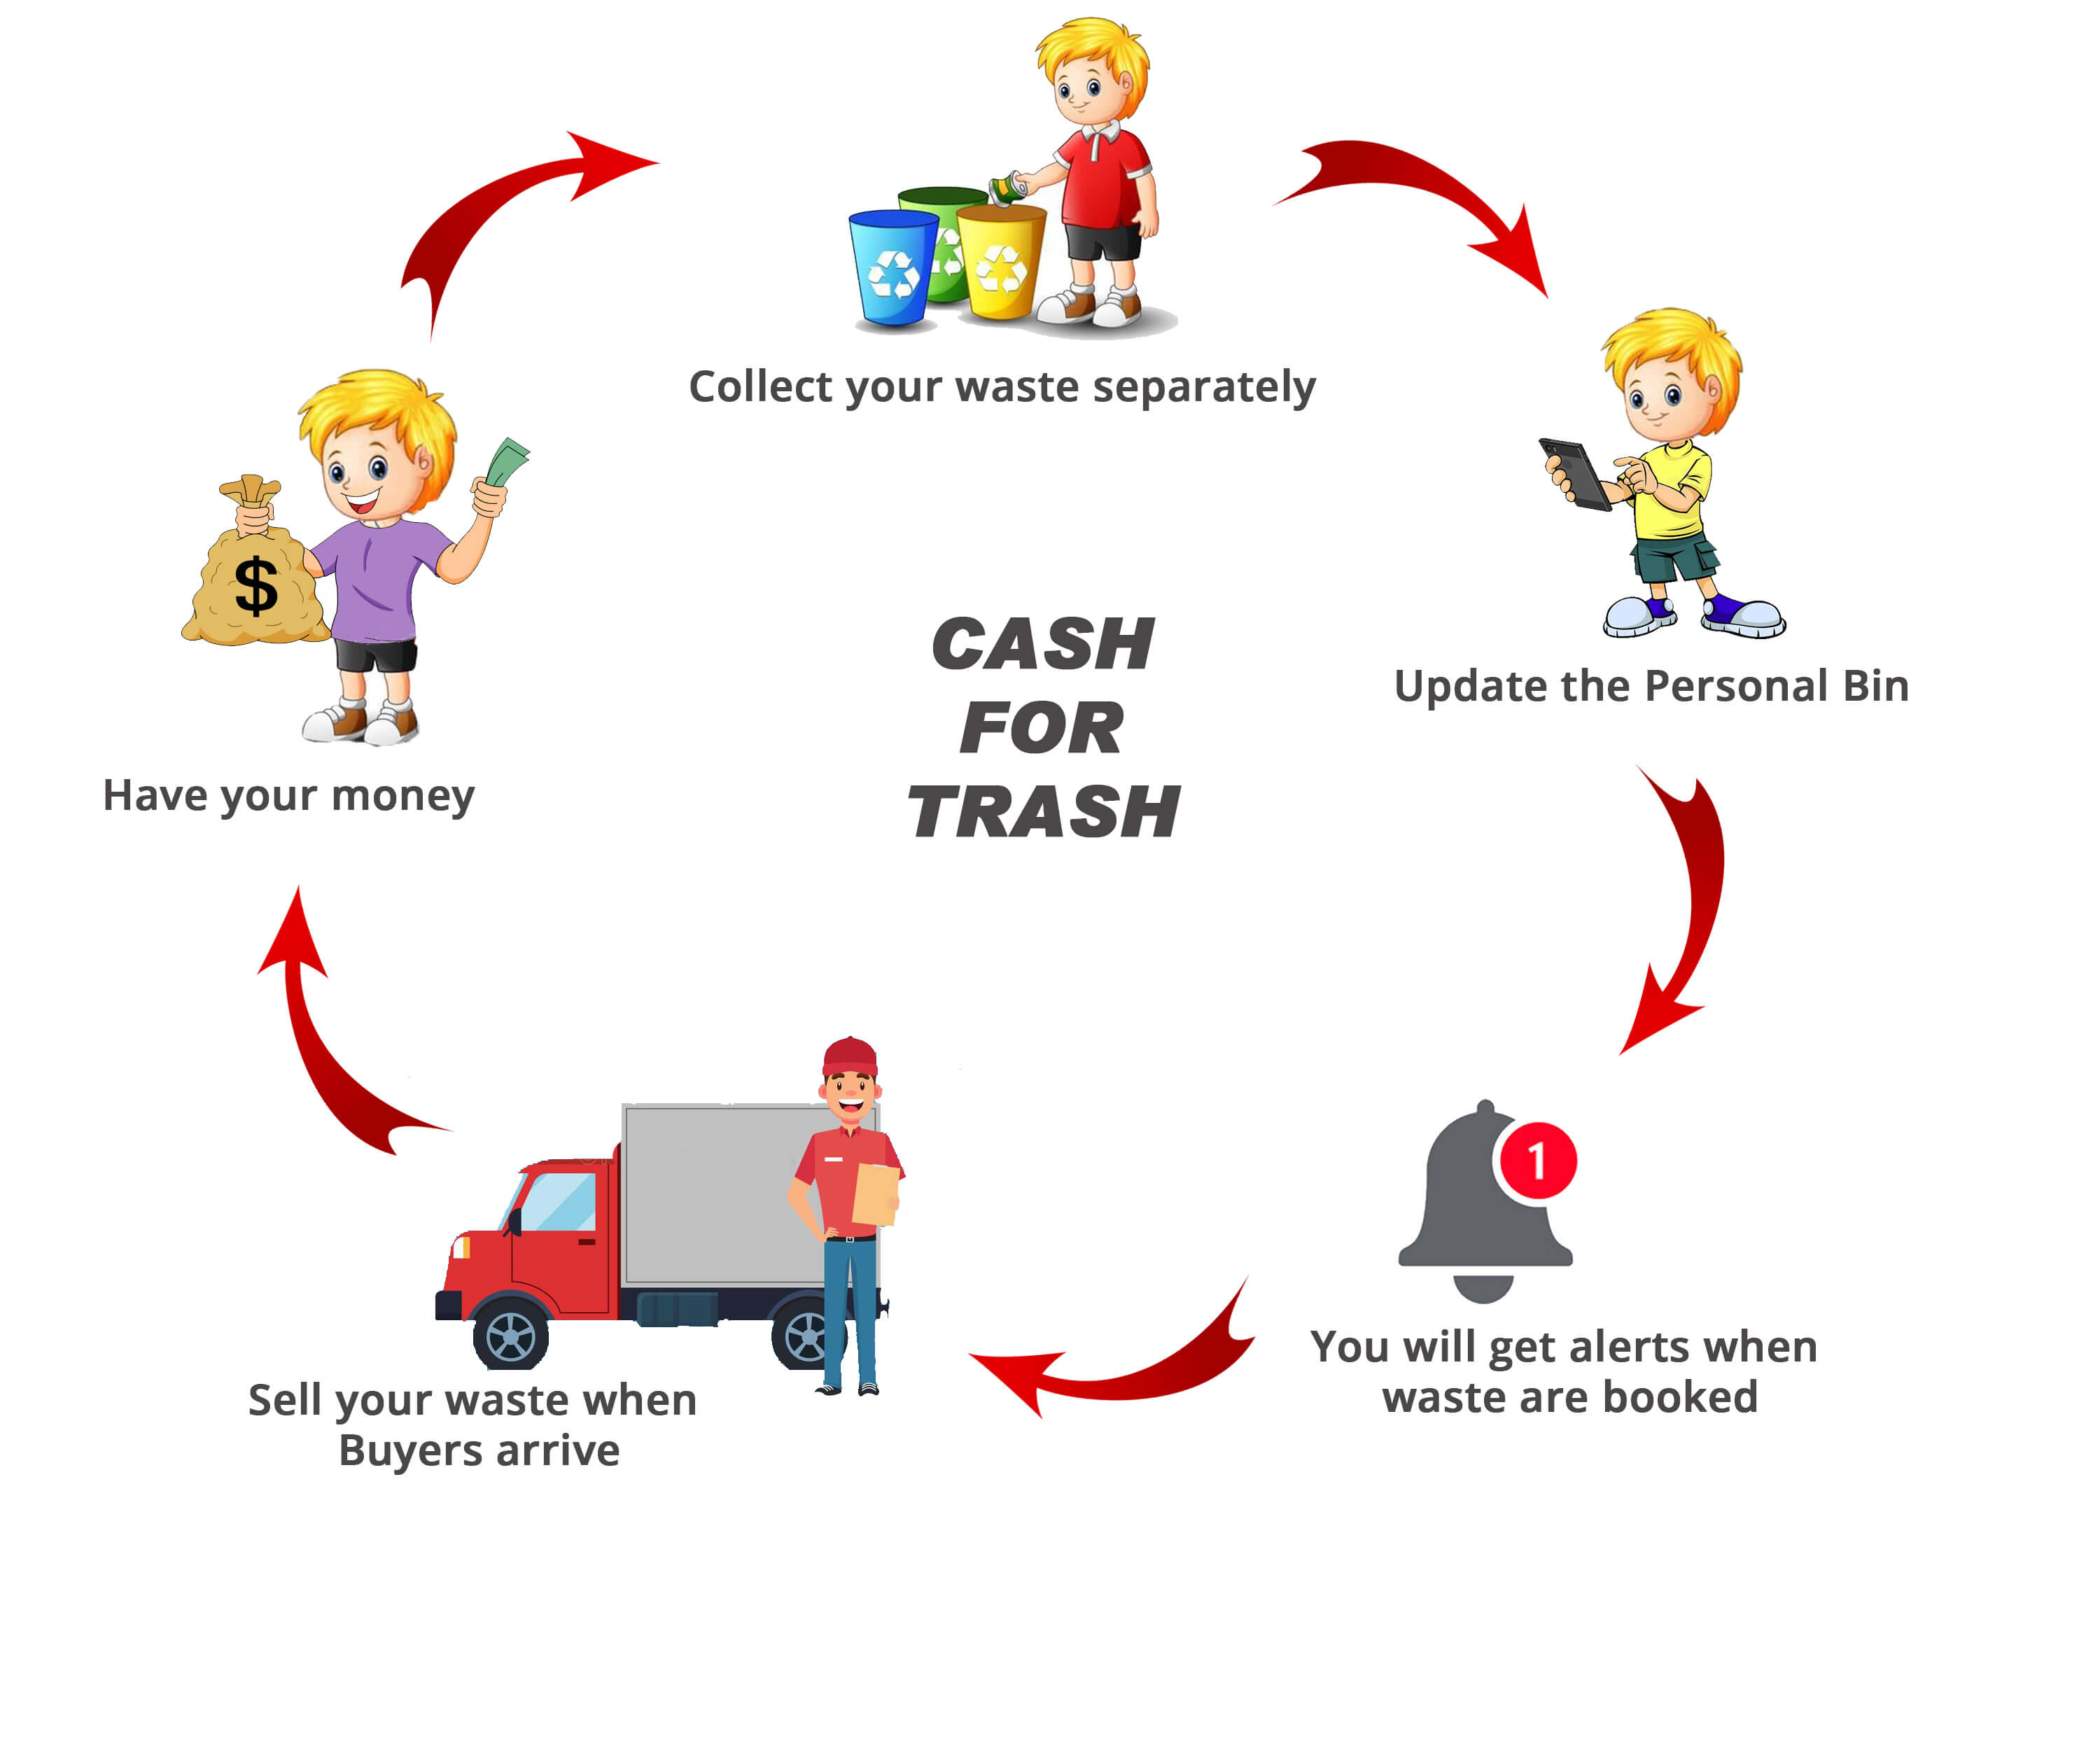 Collect your waste separately
Update the Personal Bin
You will get alerts when
waste are booked
1
Sell your waste when
Buyers arrive
Have your money
$
CASH
FOR
TRASH